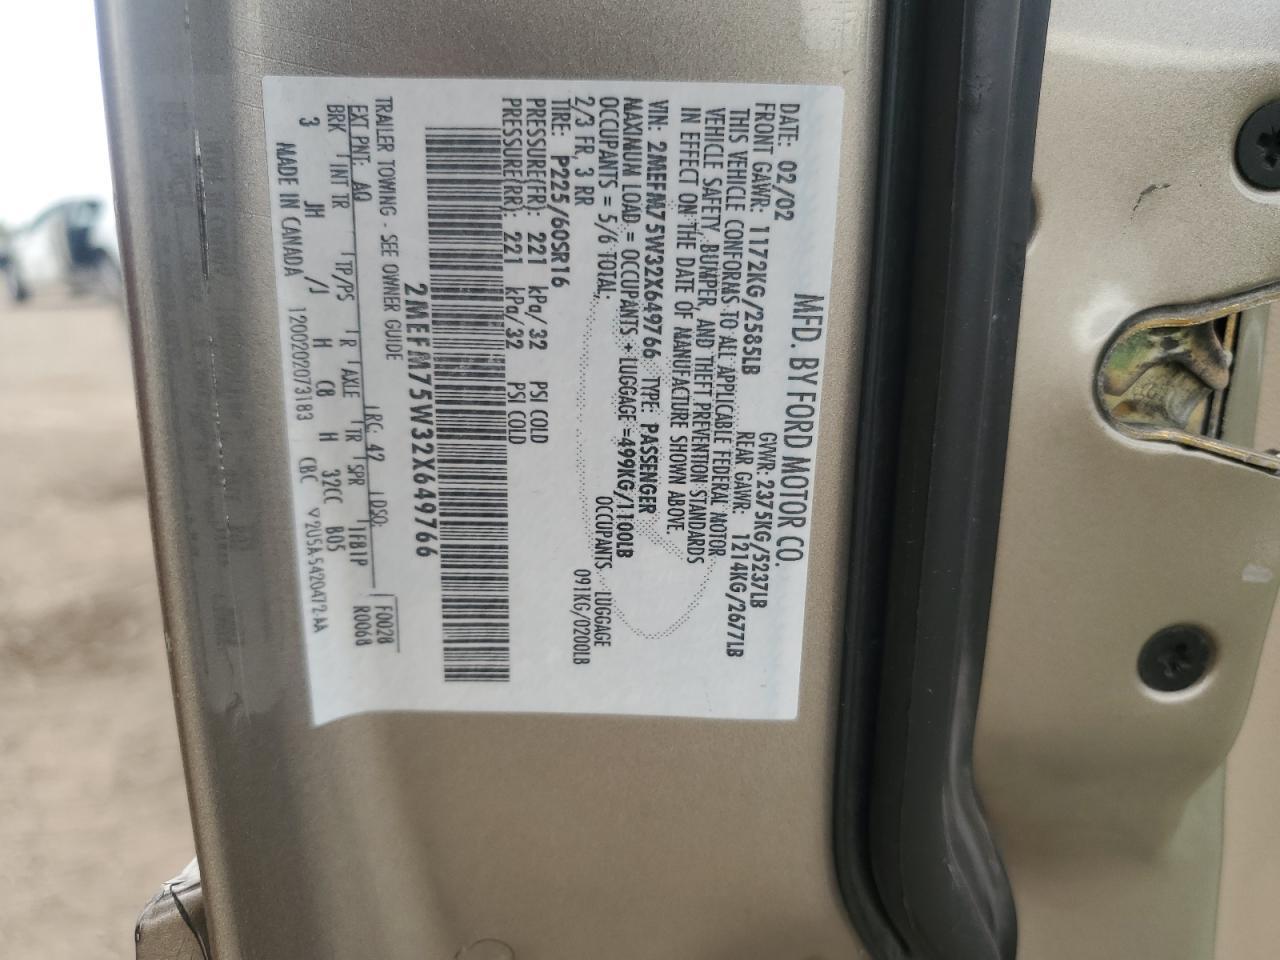 MFD. BY FORD MOTOR CO.
DATE: 02/02 GVWR: 2375KG/5237LB
FRONT GAWR: 1172KG/2585LB REAR GAWR: 1214KG/2677LB
THIS VEHICLE CONFORMS TO ALL APPLICABLE FEDERAL MOTOR
VEHICLE SAFETY, BUMPER, AND THEFT PREVENTION STANDARDS
IN EFFECT ON THE DATE OF MANUFACTURE SHOWN ABOVE.
VIN: 2MEFM75W32X649766 TYPE: PASSENGER
MAXIMUM LOAD = OCCUPANTS + LUGGAGE =499KG/1100LB
OCCUPANTS = 5/6 TOTAL: OCCUPANTS LUGGAGE
2/3 FR, 3 RR 091KG/0200LB
TIRE: P225/60SR16
PRESSURE(FR): 221 kPa/32 PSI COLD
PRESSURE(RR): 221 kPa/32 PSI COLD
2MEFM75W32X649766
TRAILER TOWING - SEE OWNER GUIDE
F0028
EXT PNT: AQ RC: 42 DSO: R0068
BRK INT TR TP/PS R AXLE TR SPR 1F81P
3 JH /J H C8 H 32CC B05
MADE IN CANADA 1200202073183 CBC ▽2U5A5420472AA